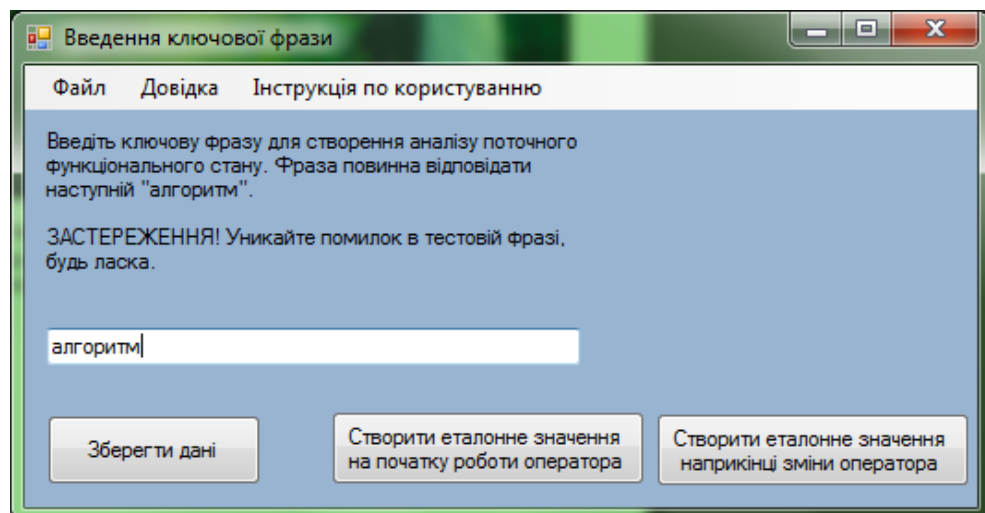 Введення ключової фрази
Файл Довідка Інструкція по користуванню
Введіть ключову фразу для створення аналізу поточного
функціонального стану. Фраза повинна відповідати
наступній "алгоритм".
ЗАСТЕРЕЖЕННЯ! Уникайте помилок в тестовій фразі,
будь ласка.
алгоритм
Зберегти дані
Створити еталонне значення
на початку роботи оператора
Створити еталонне значення
наприкінці зміни оператора